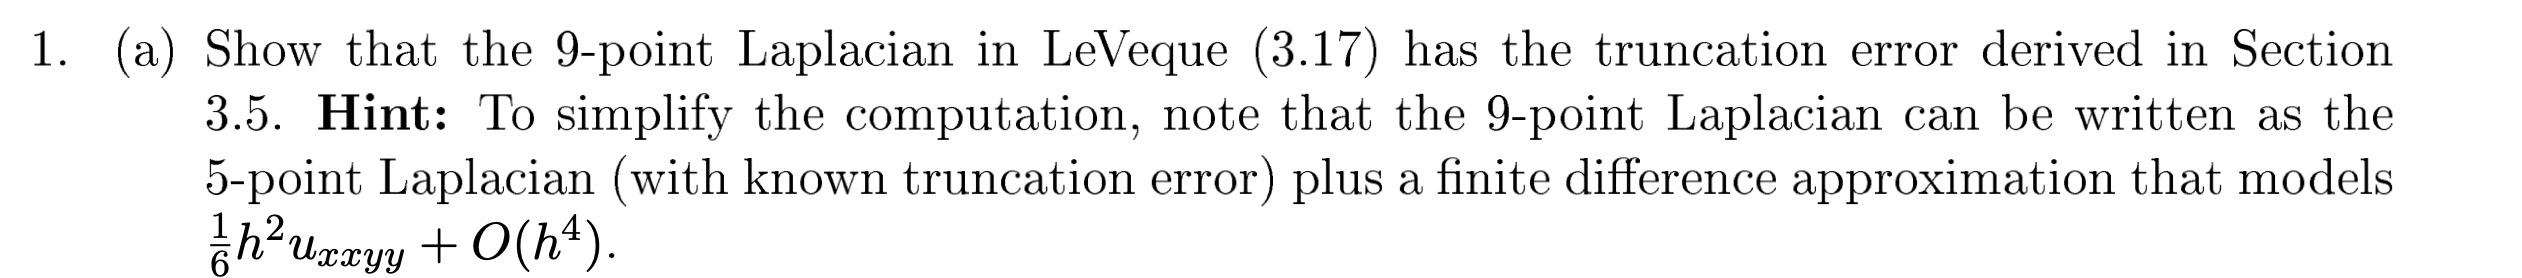 1. (a) Show that the 9-point Laplacian in LeVeque (3.17) has the truncation error derived in Section
3.5. Hint: To simplify the computation, note that the 9-point Laplacian can be written as the
5-point Laplacian (with known truncation error) plus a finite difference approximation that models
$\frac{1}{6}h^2 u_{xxyy} + O(h^4)$.